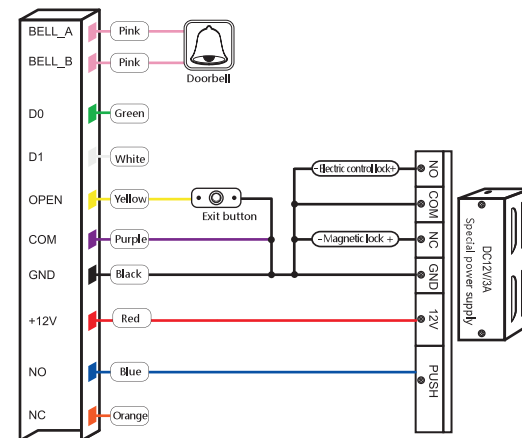 BELL_A
Pink
BELL_B
Pink
Doorbell
D0
Green
D1
White
OPEN
Yellow
Exit button
COM
Purple
GND
Black
+12V
Red
NO
Blue
NC
Orange
-Electric control lock+
-Magnetic lock +
NO
COM
NC
GND
12V
PUSH
DC12V/3A
Special power supply